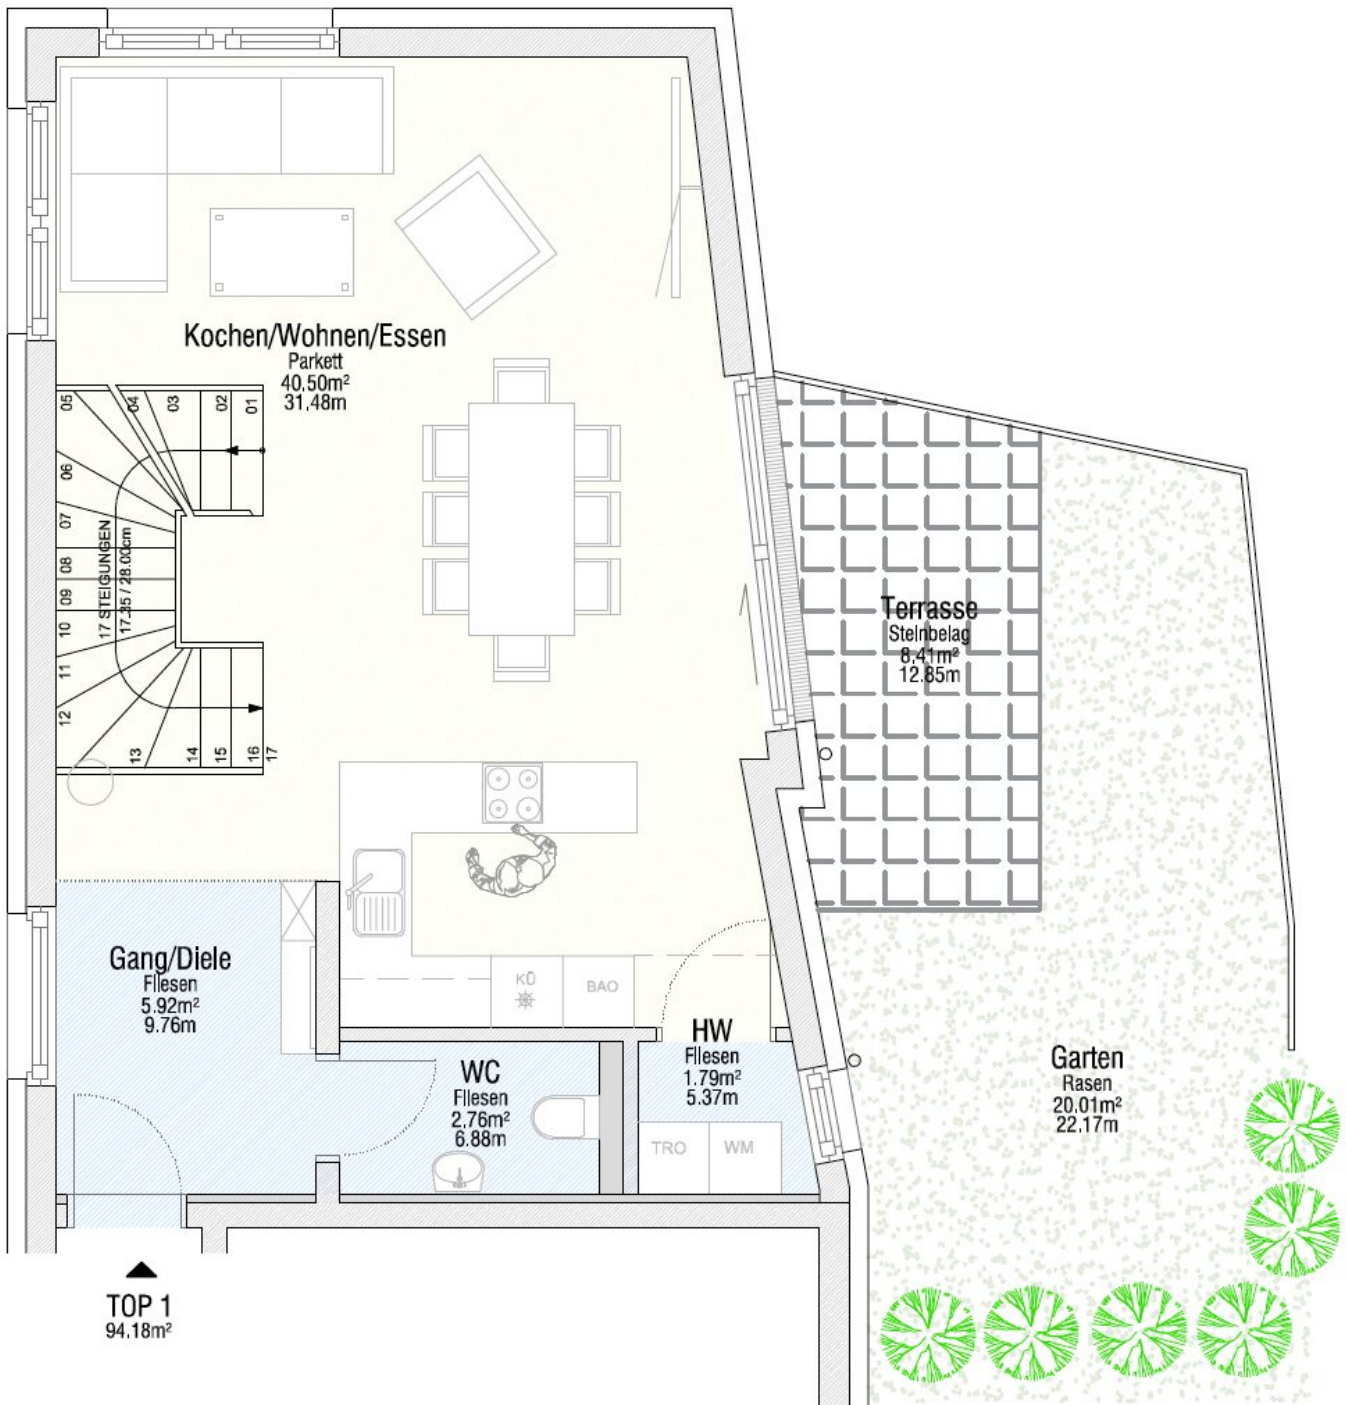 Kochen/Wohnen/Essen
Parkett
40.50m²
31.48m
05
04
03
02
01
06
07
08
09
10
11
12
13
14
15
16
17
17 STEIGUNGEN
17.35 / 28.00cm
Terrasse
Steinbelag
8.41m²
12.85m
Gang/Diele
Fliesen
5.92m²
9.76m
KÜ
BAO
WC
Fliesen
2.76m²
6.88m
HW
Fliesen
1.79m²
5.37m
TRO
WM
Garten
Rasen
20.01m²
22.17m
TOP 1
94.18m²